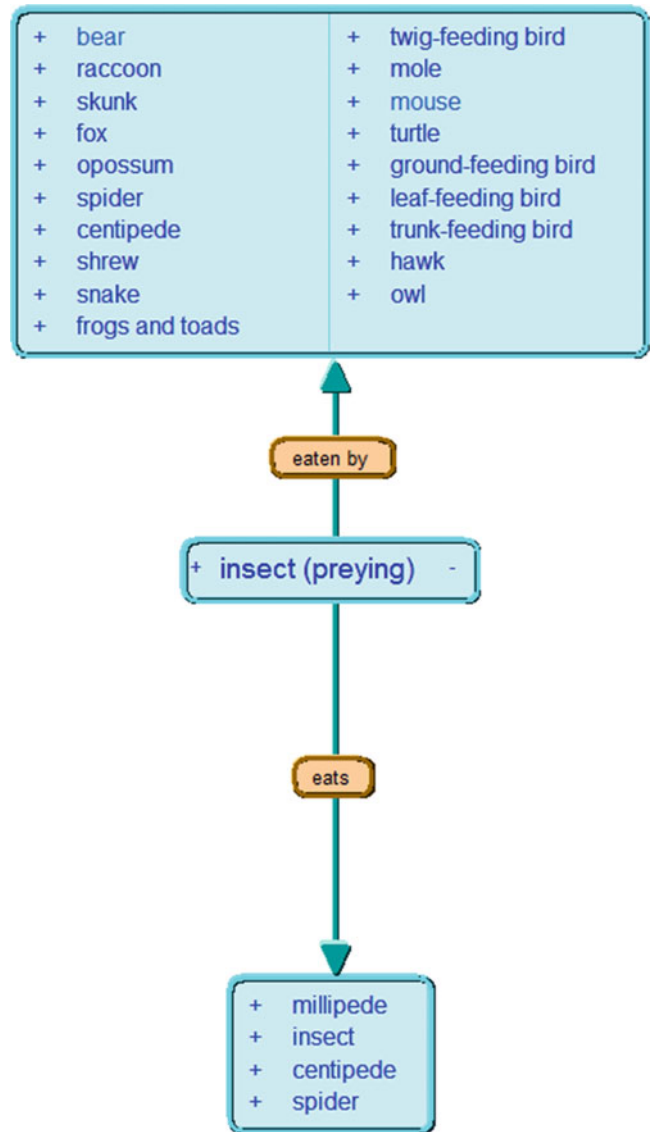 + bear
+ raccoon
+ skunk
+ fox
+ opossum
+ spider
+ centipede
+ shrew
+ snake
+ frogs and toads
+ twig-feeding bird
+ mole
+ mouse
+ turtle
+ ground-feeding bird
+ leaf-feeding bird
+ trunk-feeding bird
+ hawk
+ owl
eaten by
+ insect (preying) -
eats
+ millipede
+ insect
+ centipede
+ spider